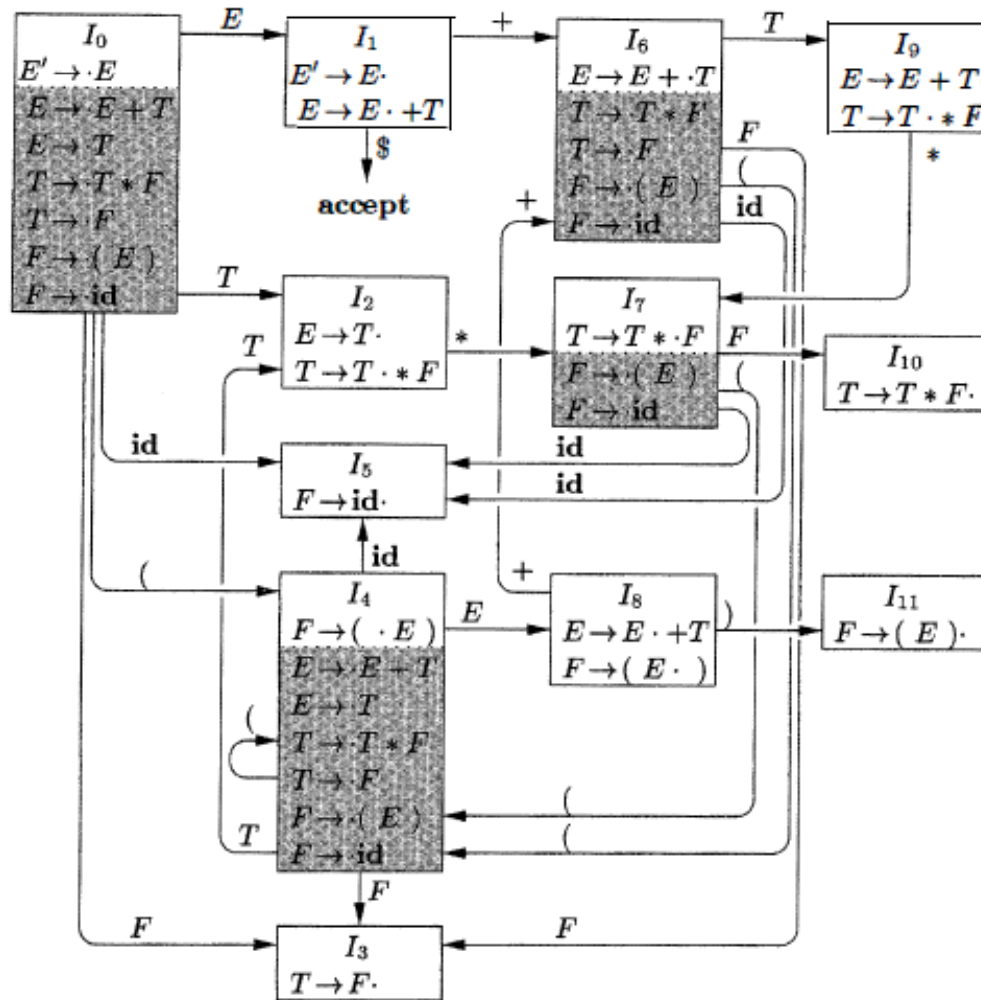 I₀
E′ → ·E
E → ·E + T
E → ·T
T → ·T * F
T → ·F
F → ·( E )
F → ·id
E
I₁
E′ → E·
E → E· +T
$
accept
+
I₆
E → E + ·T
T → ·T * F
T → ·F
F → ·( E )
F → ·id
T
I₉
E → E + T
T → T · * F
*
F
(
id
+
T
I₂
E → T·
T → T · * F
*
I₇
T → T * ·F
F → ·( E )
F → ·id
F
(
I₁₀
T → T * F·
T
id
I₅
F → id·
id
id
id
(
I₄
F → ( · E )
E → ·E + T
E → ·T
T → ·T * F
T → ·F
F → ·( E )
F → ·id
E
+
I₈
E → E · +T
F → ( E · )
)
I₁₁
F → ( E )·
(
T
(
(
F
F
I₃
T → F·
F